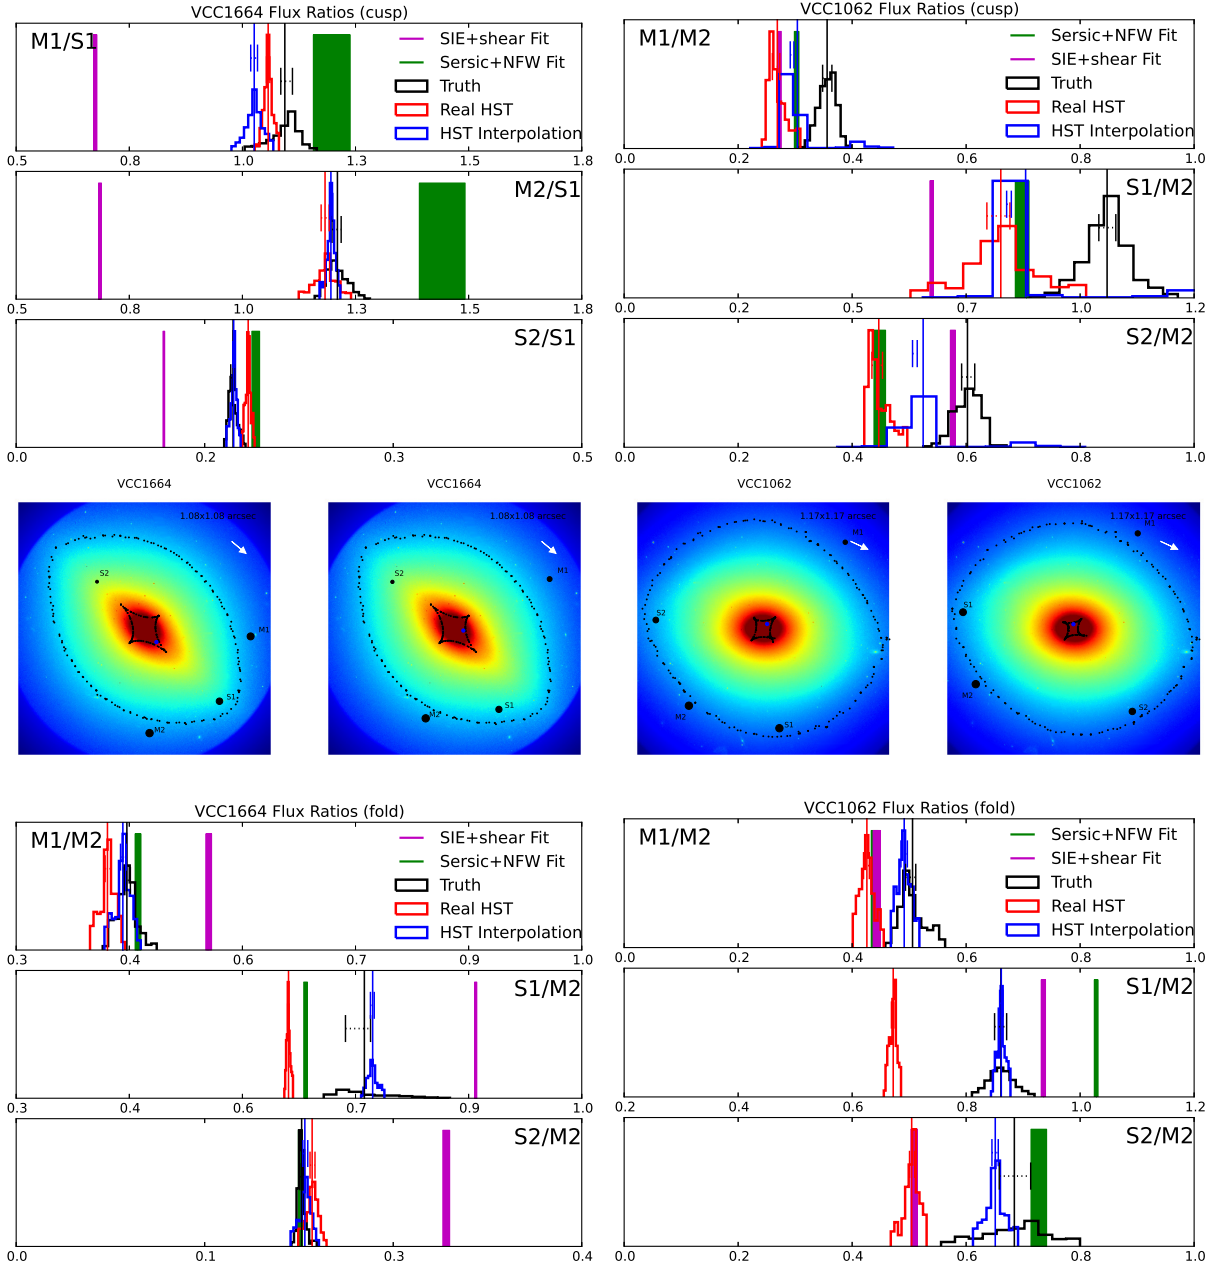 VCC1664 Flux Ratios (cusp)
M1/S1
SIE+shear Fit
Sersic+NFW Fit
Truth
Real HST
HST Interpolation
0.5 0.8 1.0 1.3 1.5 1.8
M2/S1
0.5 0.8 1.0 1.3 1.5 1.8
S2/S1
0.0 0.2 0.3 0.5
VCC1062 Flux Ratios (cusp)
M1/M2
Sersic+NFW Fit
SIE+shear Fit
Truth
Real HST
HST Interpolation
0.0 0.2 0.4 0.6 0.8 1.0
S1/M2
0.0 0.2 0.5 0.8 1.0 1.2
S2/M2
0.0 0.2 0.4 0.6 0.8 1.0
VCC1664
1.08x1.08 arcsec
S2
M1
S1
M2
VCC1664
1.08x1.08 arcsec
S2
M1
S1
M2
VCC1062
1.17x1.17 arcsec
M1
S2
M2
S1
VCC1062
1.17x1.17 arcsec
M1
S1
M2
S2
VCC1664 Flux Ratios (fold)
M1/M2
SIE+shear Fit
Sersic+NFW Fit
Truth
Real HST
HST Interpolation
0.3 0.4 0.6 0.7 0.9 1.0
S1/M2
0.3 0.4 0.6 0.7 0.9 1.0
S2/M2
0.0 0.1 0.3 0.4
VCC1062 Flux Ratios (fold)
M1/M2
Sersic+NFW Fit
SIE+shear Fit
Truth
Real HST
HST Interpolation
0.0 0.2 0.4 0.6 0.8 1.0
S1/M2
0.2 0.4 0.6 0.8 1.0 1.2
S2/M2
0.0 0.2 0.4 0.6 0.8 1.0